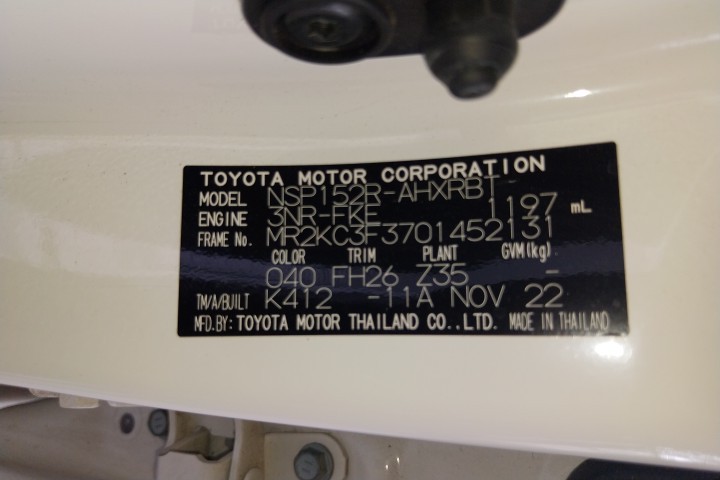 TOYOTA MOTOR CORPORATION
MODEL NSP152R-AHXRBT-
ENGINE 3NR-FKE 1197 mL
FRAME No. MR2KC3F3701452131
COLOR TRIM PLANT GVM(kg)
040 FH26 Z35 -
TM/A/BUILT K412 -11A NOV 22
MFD.BY: TOYOTA MOTOR THAILAND CO.,LTD. MADE IN THAILAND